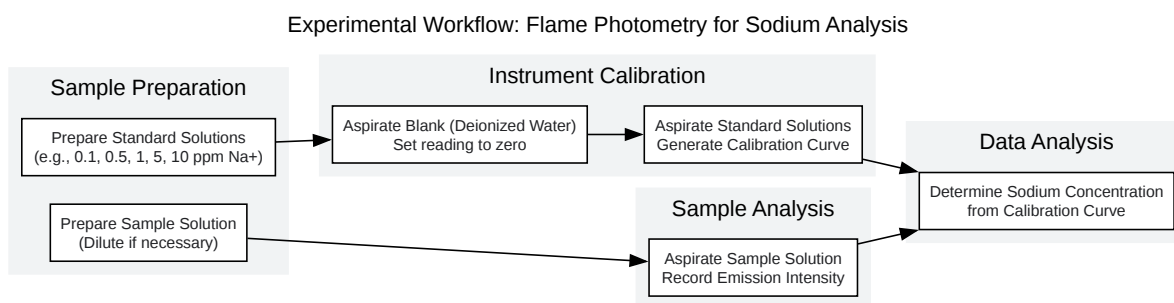 Experimental Workflow: Flame Photometry for Sodium Analysis
Sample Preparation
Prepare Standard Solutions
(e.g., 0.1, 0.5, 1, 5, 10 ppm Na+)
Prepare Sample Solution
(Dilute if necessary)
Instrument Calibration
Aspirate Blank (Deionized Water)
Set reading to zero
Aspirate Standard Solutions
Generate Calibration Curve
Sample Analysis
Aspirate Sample Solution
Record Emission Intensity
Data Analysis
Determine Sodium Concentration
from Calibration Curve